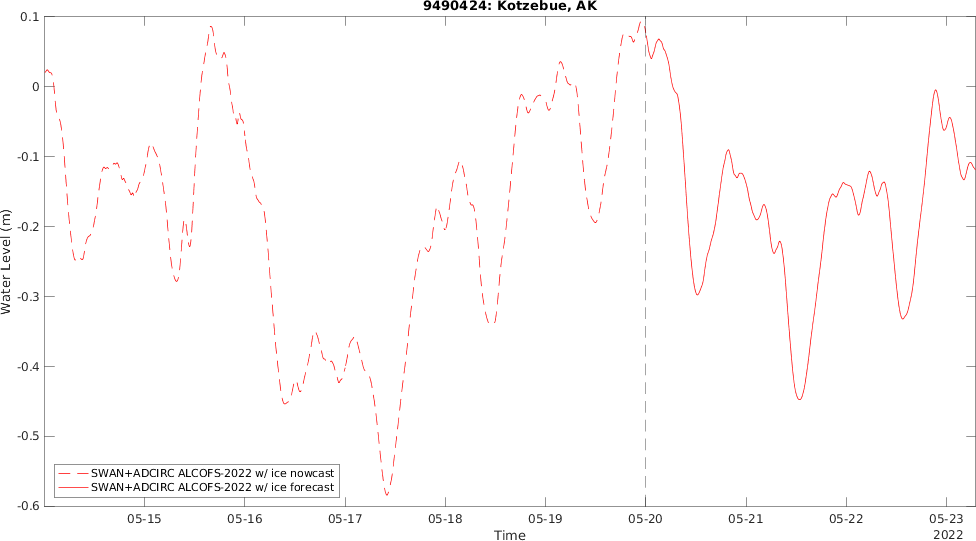 9490424: Kotzebue, AK
0.1
0
-0.1
-0.2
-0.3
-0.4
-0.5
-0.6
Water Level (m)
SWAN+ADCIRC ALCOFS-2022 w/ ice nowcast
SWAN+ADCIRC ALCOFS-2022 w/ ice forecast
05-15 05-16 05-17 05-18 05-19 05-20 05-21 05-22 05-23
Time
2022